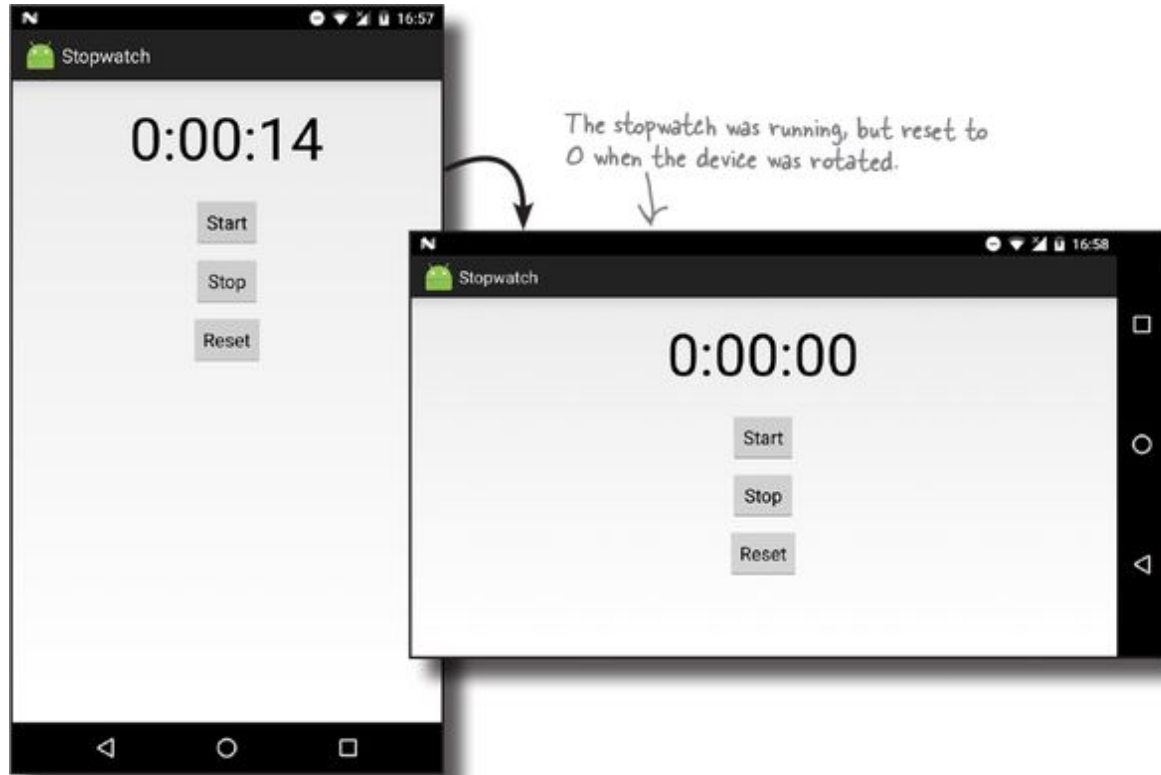 16:57
Stopwatch
0:00:14
Start
Stop
Reset
The stopwatch was running, but reset to
0 when the device was rotated.
16:58
Stopwatch
0:00:00
Start
Stop
Reset